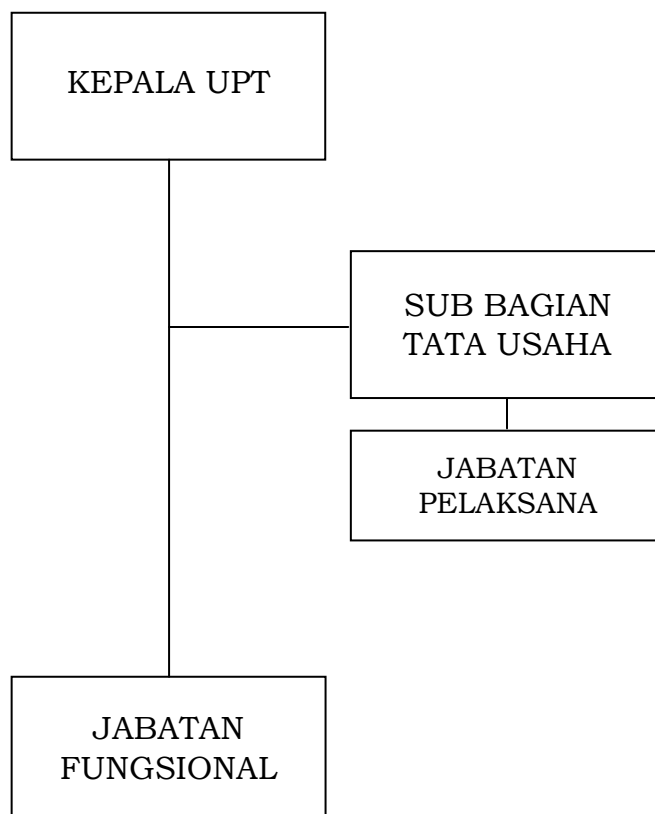 KEPALA UPT
SUB BAGIAN
TATA USAHA
JABATAN
PELAKSANA
JABATAN
FUNGSIONAL